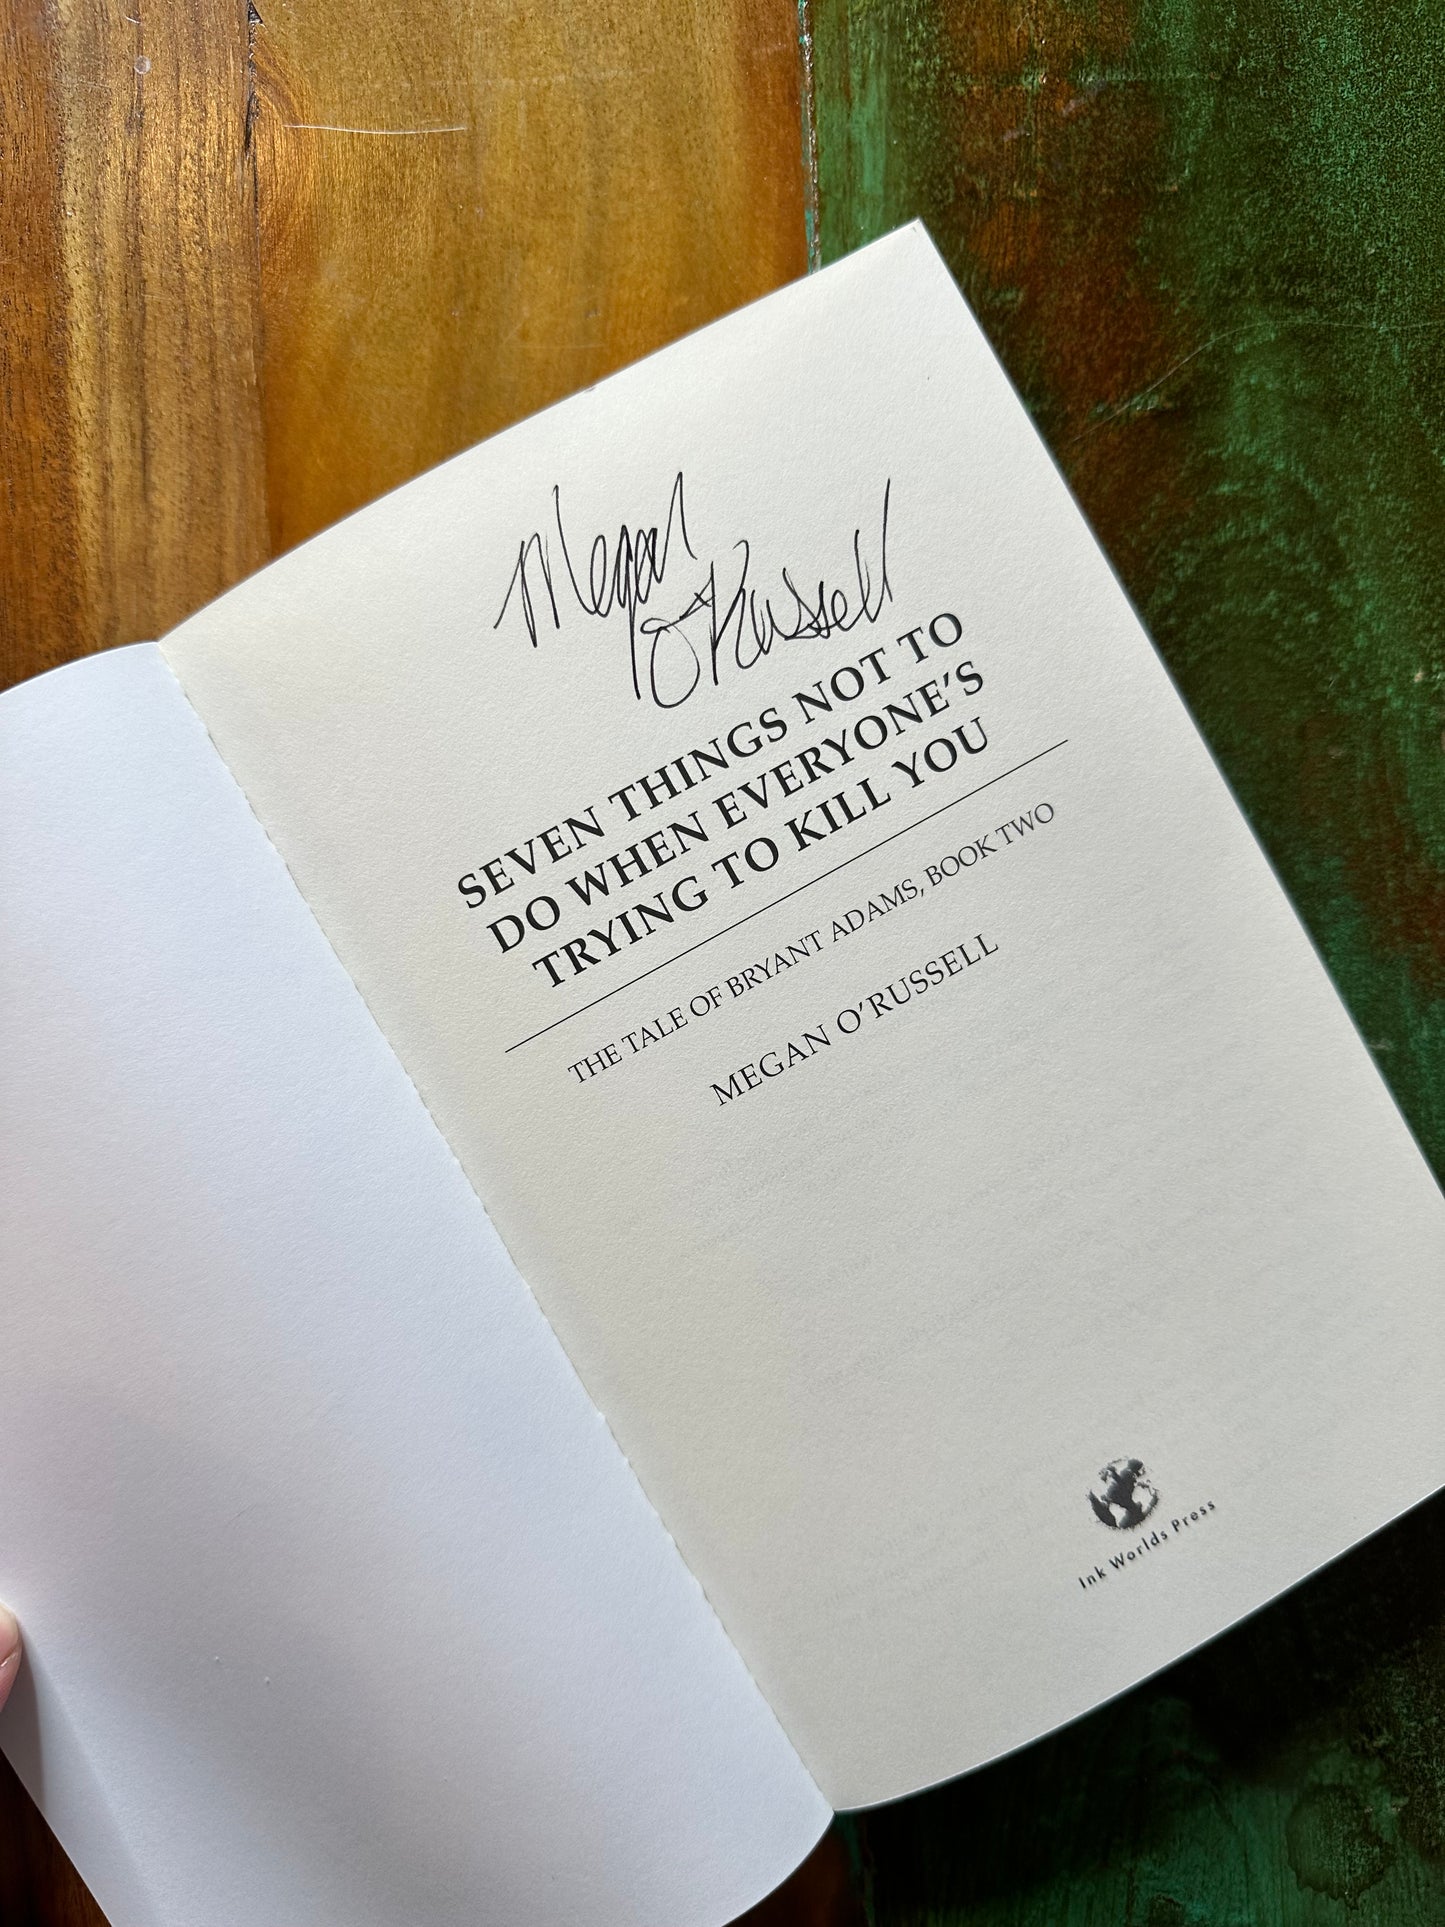 Megan
O'Russell
SEVEN THINGS NOT TO
DO WHEN EVERYONE'S
TRYING TO KILL YOU
THE TALE OF BRYANT ADAMS, BOOK TWO
MEGAN O'RUSSELL
Ink Worlds Press